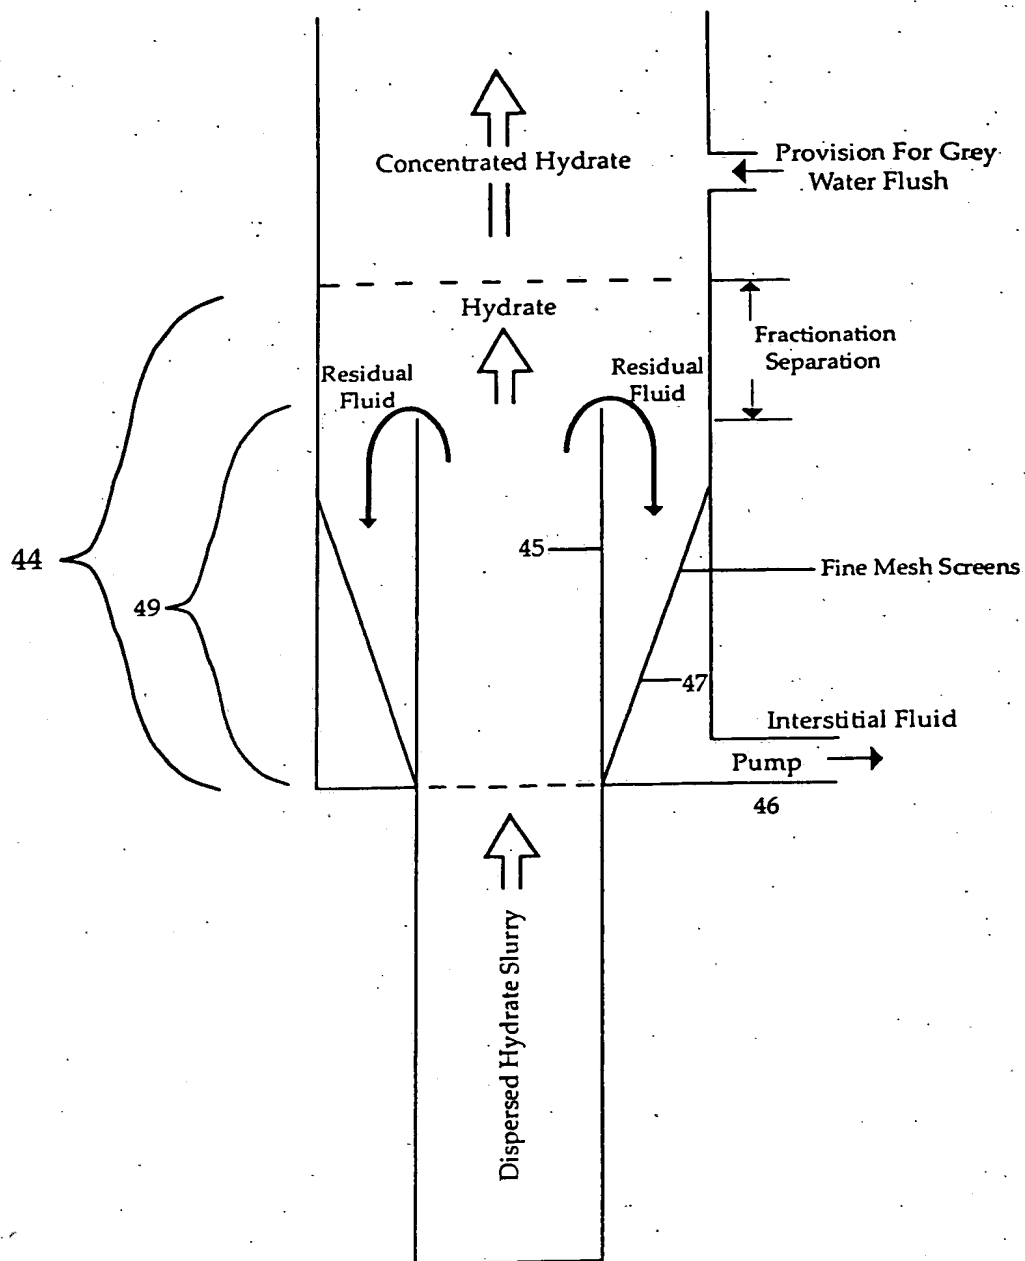 Concentrated Hydrate
Provision For Grey
Water Flush
Hydrate
Fractionation
Separation
Residual
Fluid
Residual
Fluid
44
49
45
Fine Mesh Screens
47
Interstitial Fluid
Pump
46
Dispersed Hydrate Slurry